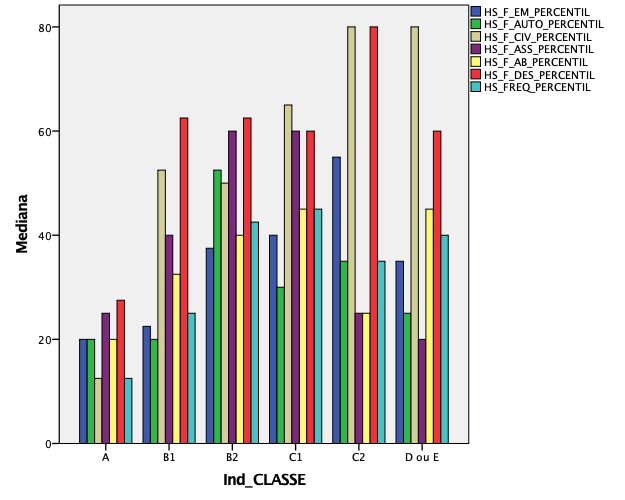 HS_F_EM_PERCENTIL
HS_F_AUTO_PERCENTIL
HS_F_CIV_PERCENTIL
HS_F_ASS_PERCENTIL
HS_F_AB_PERCENTIL
HS_F_DES_PERCENTIL
HS_FREQ_PERCENTIL
80
60
40
20
0
Mediana
A B1 B2 C1 C2 D ou E
Ind_CLASSE